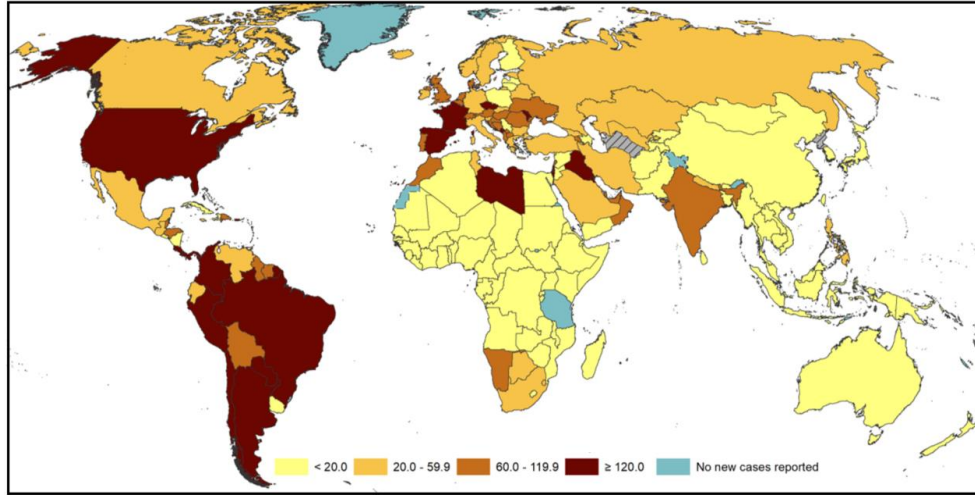 < 20.0 20.0 - 59.9 60.0 - 119.9 ≥ 120.0 No new cases reported